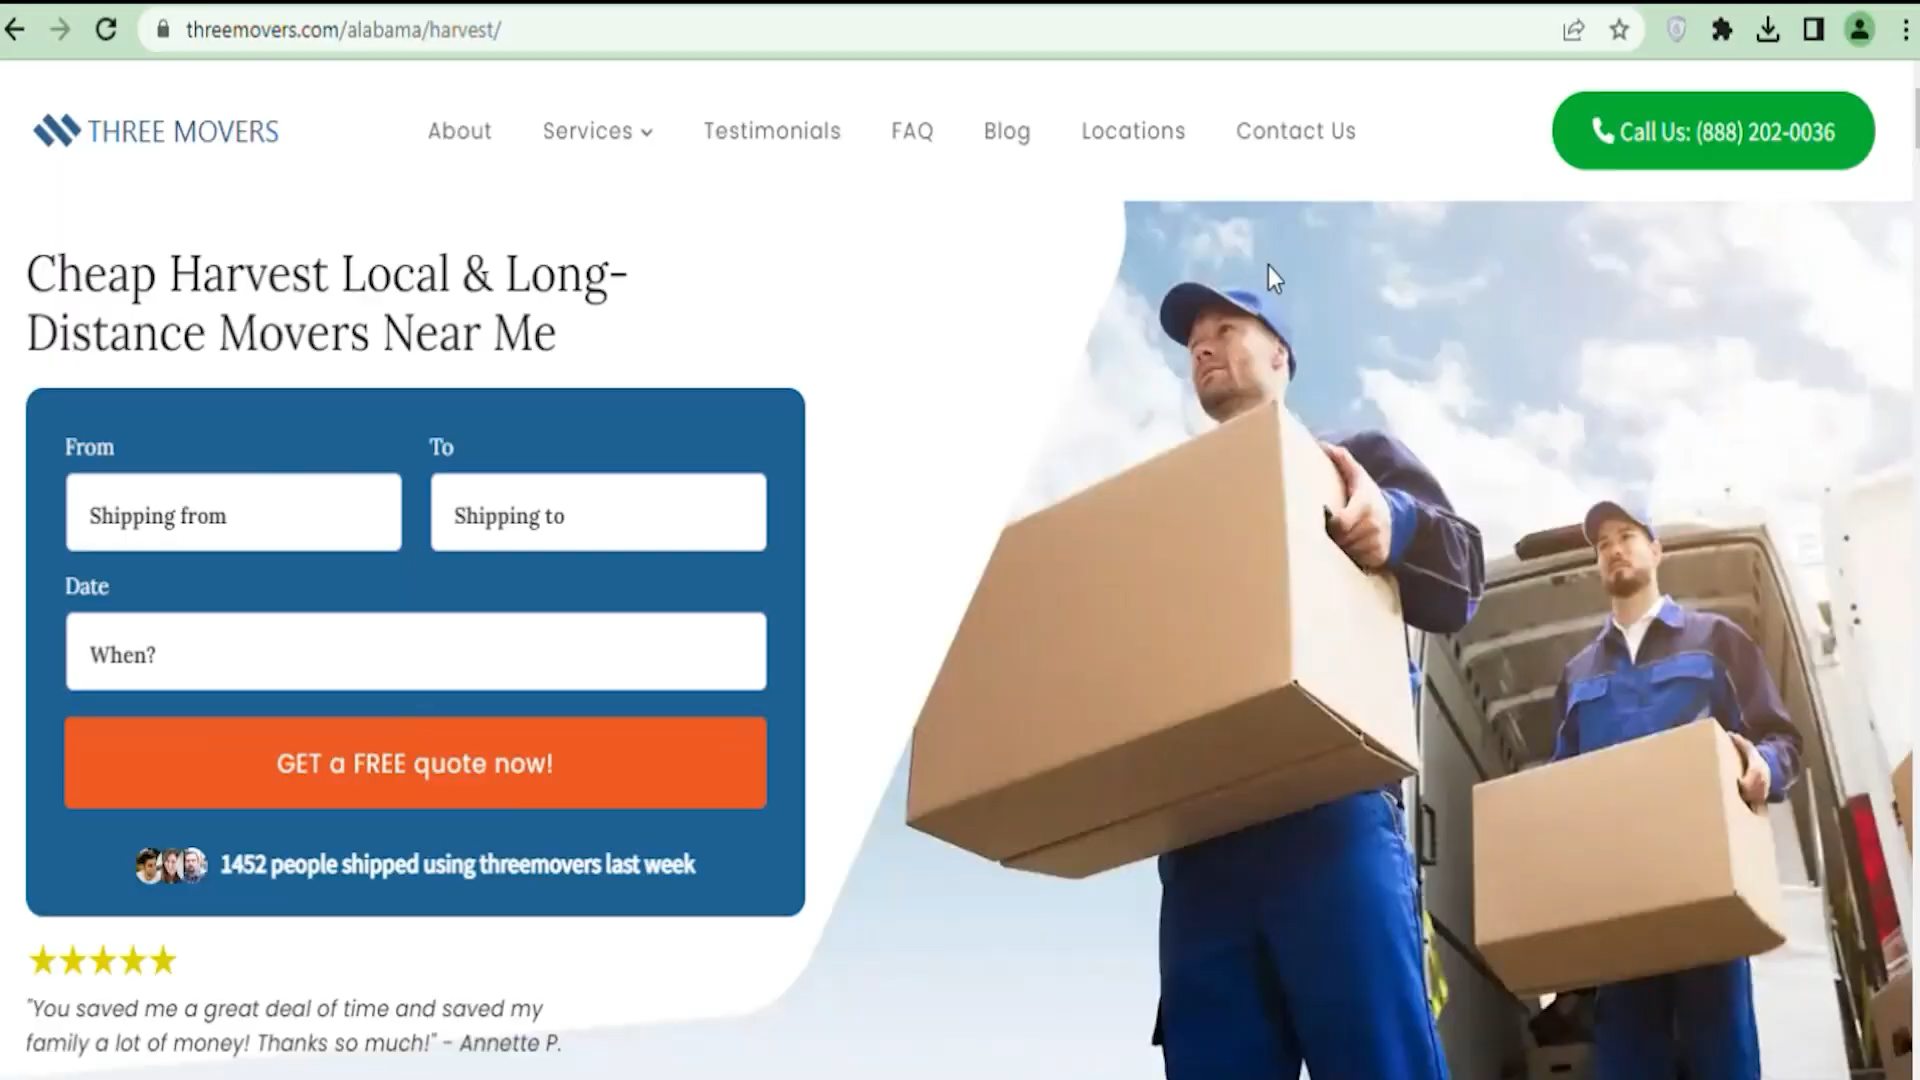 threemovers.com/alabama/harvest/
THREE MOVERS
About
Services
Testimonials
FAQ
Blog
Locations
Contact Us
Call Us: (888) 202-0036
Cheap Harvest Local & Long-
Distance Movers Near Me
From
To
Shipping from
Shipping to
Date
When?
GET a FREE quote now!
1452 people shipped using threemovers last week
"You saved me a great deal of time and saved my
family a lot of money! Thanks so much!" - Annette P.